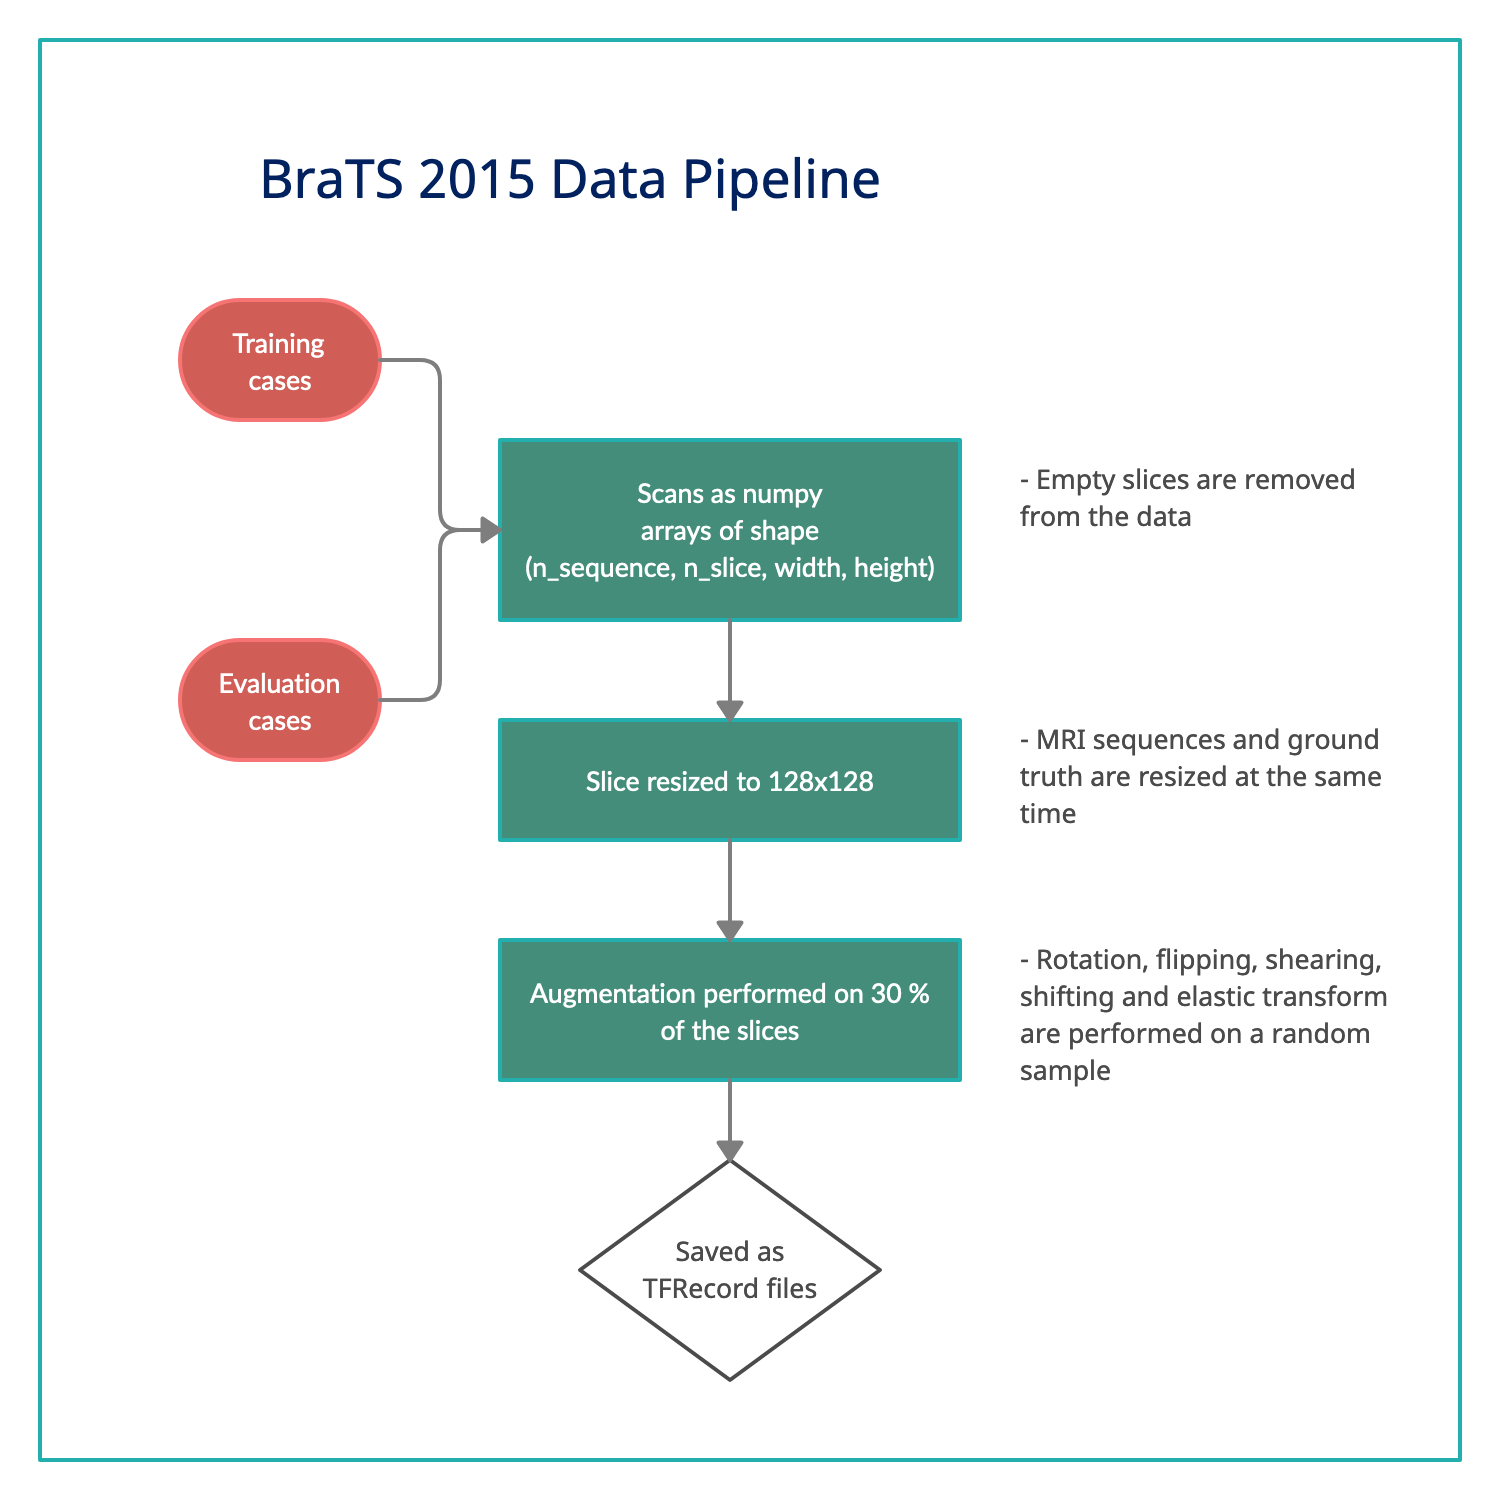 BraTS 2015 Data Pipeline
Training
cases
Scans as numpy
arrays of shape
(n_sequence, n_slice, width, height)
- Empty slices are removed
from the data
Evaluation
cases
Slice resized to 128x128
- MRI sequences and ground
truth are resized at the same
time
Augmentation performed on 30 %
of the slices
- Rotation, flipping, shearing,
shifting and elastic transform
are performed on a random
sample
Saved as
TFRecord files